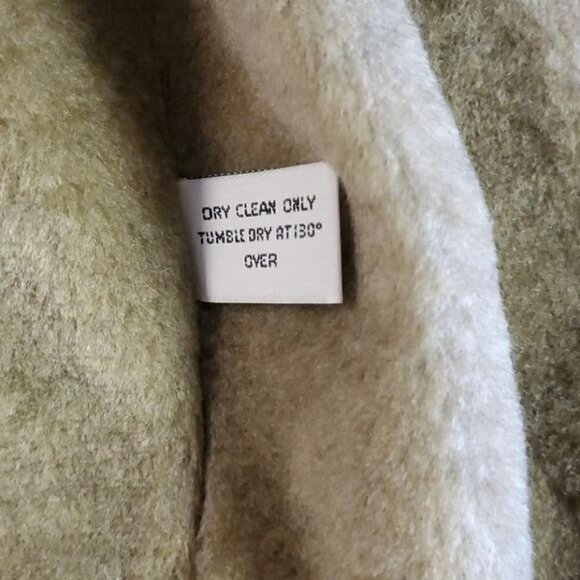 DRY CLEAN ONLY
TUMBLE DRY AT 130°
OVER